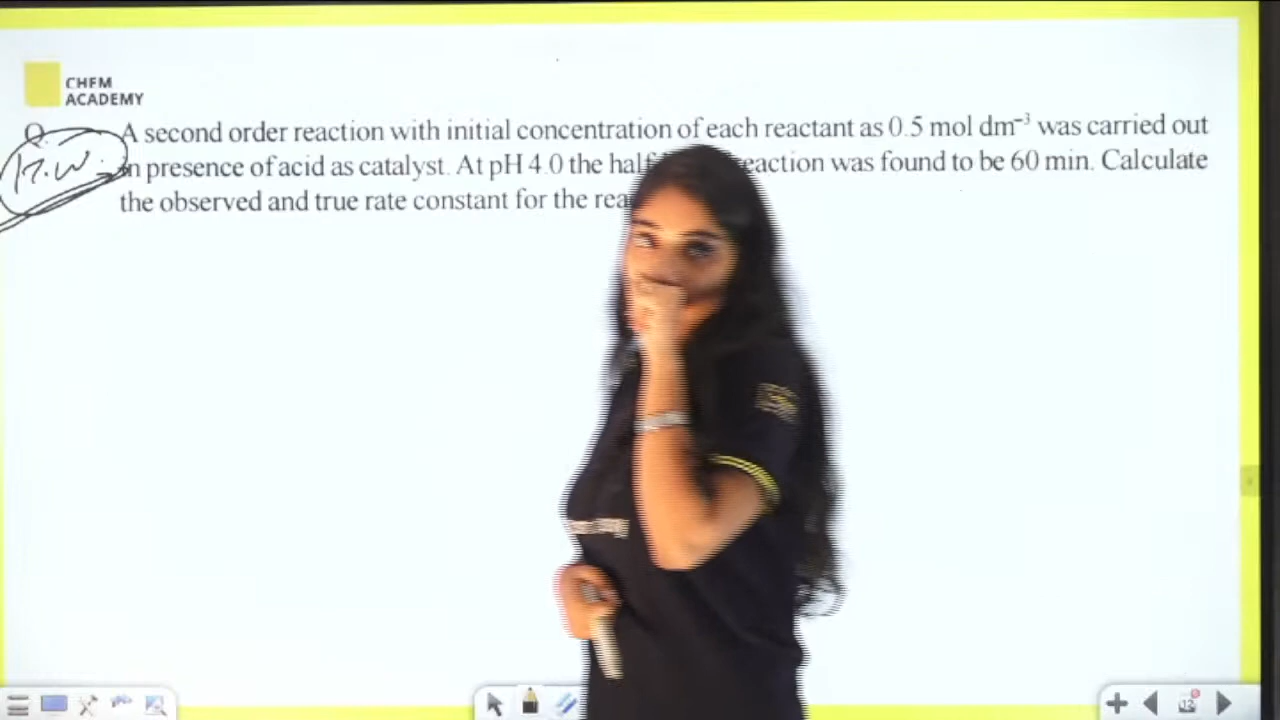 CHEM
ACADEMY
Q. A second order reaction with initial concentration of each reactant as 0.5 mol dm⁻³ was carried out
in presence of acid as catalyst. At pH 4.0 the half reaction was found to be 60 min. Calculate
the observed and true rate constant for the
H.W.